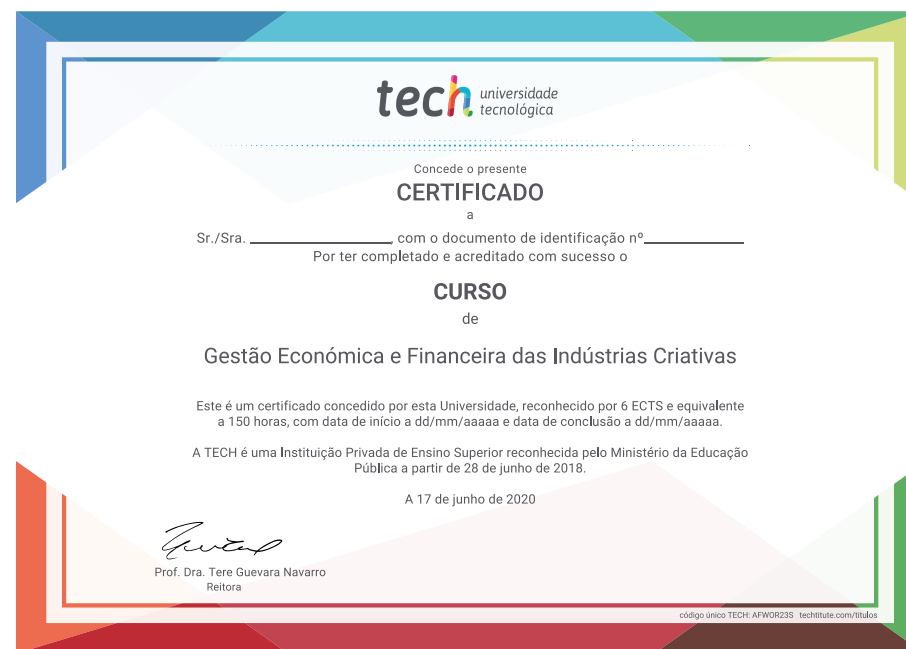 tech universidade
tecnológica
Concede o presente
CERTIFICADO
a
Sr./Sra. ____________________, com o documento de identificação nº______________
Por ter completado e acreditado com sucesso o
CURSO
de
Gestão Económica e Financeira das Indústrias Criativas
Este é um certificado concedido por esta Universidade, reconhecido por 6 ECTS e equivalente
a 150 horas, com data de início a dd/mm/aaaaa e data de conclusão a dd/mm/aaaaa.
A TECH é uma Instituição Privada de Ensino Superior reconhecida pelo Ministério da Educação
Pública a partir de 28 de junho de 2018.
A 17 de junho de 2020
Prof. Dra. Tere Guevara Navarro
Reitora
código único TECH: AFWOR23S techtitute.com/titulos